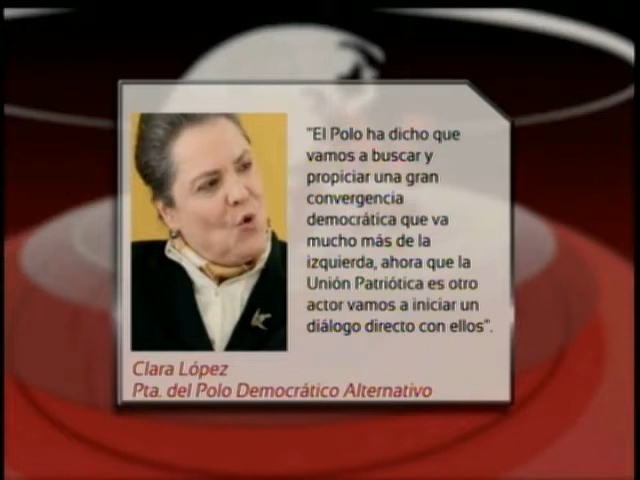 "El Polo ha dicho que
vamos a buscar y
propiciar una gran
convergencia
democrática que va
mucho más de la
izquierda, ahora que la
Unión Patriótica es otro
actor vamos a iniciar un
diálogo directo con ellos".
Clara López
Pta. del Polo Democrático Alternativo